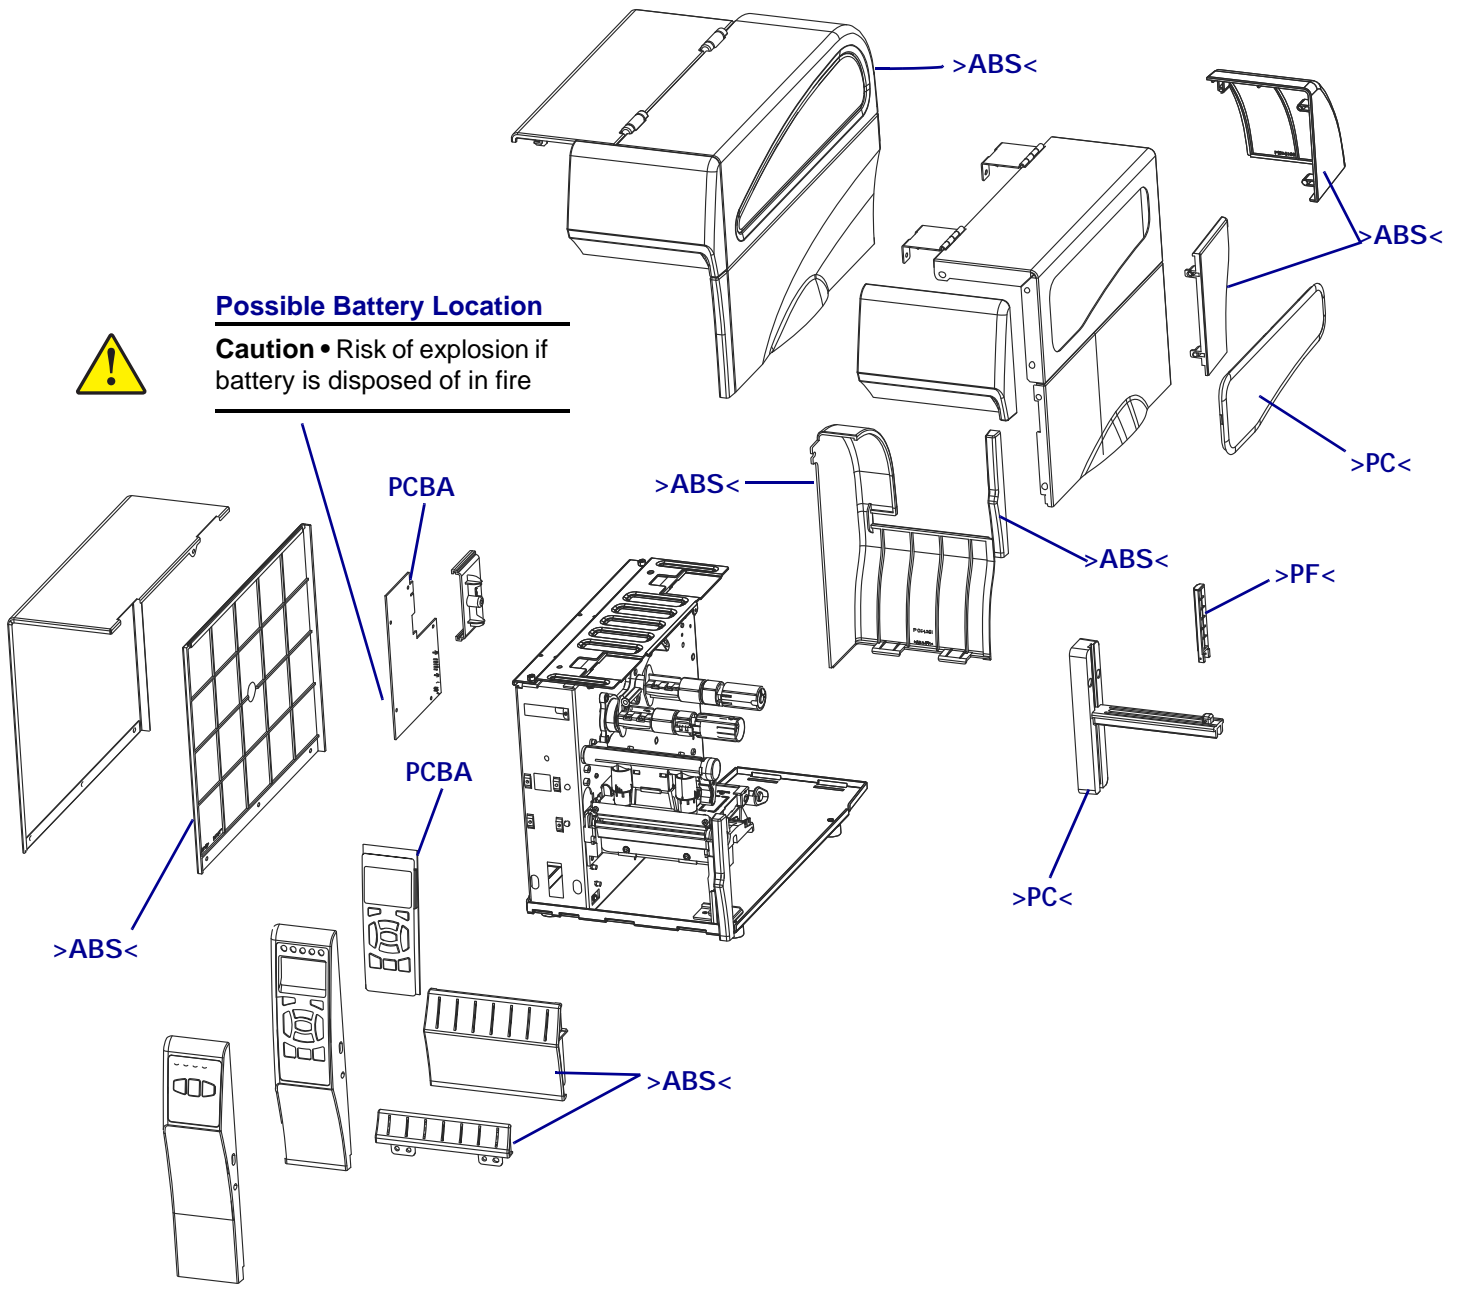 >ABS<
>ABS<
Possible Battery Location
Caution • Risk of explosion if
battery is disposed of in fire
>PC<
>ABS<
PCBA
>ABS<
>PF<
PCBA
>PC<
>ABS<
>ABS<